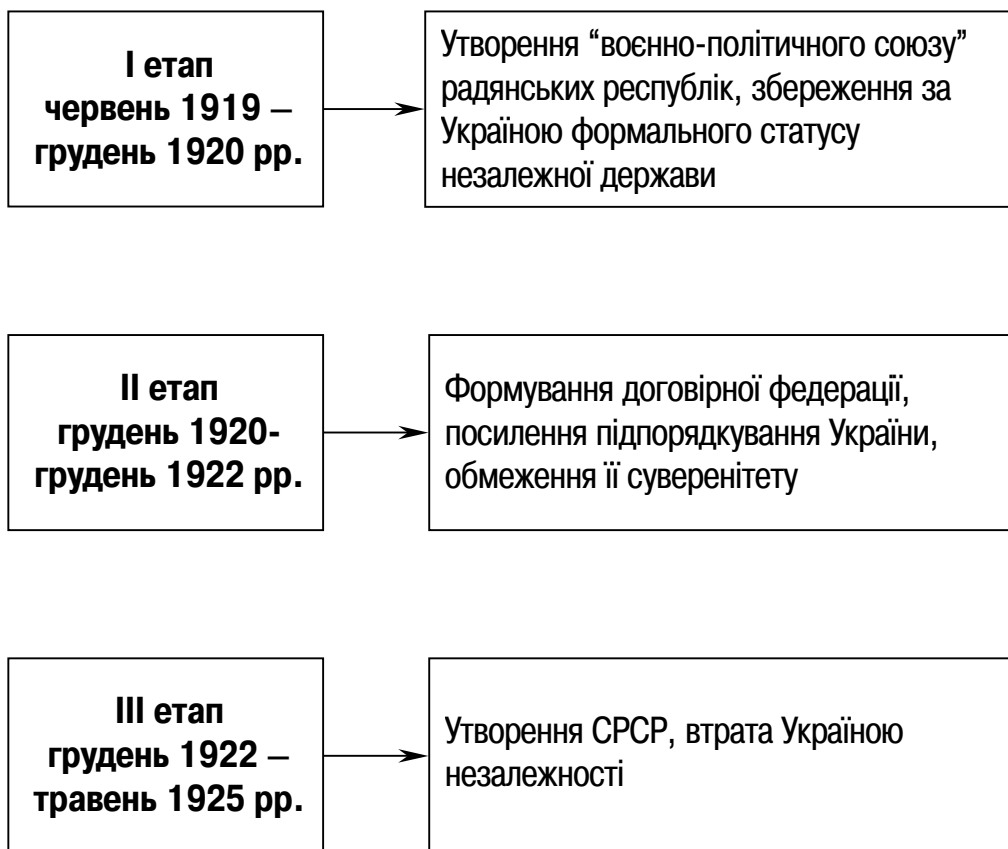 І етап
червень 1919 –
грудень 1920 рр.
Утворення “воєнно-політичного союзу”
радянських республік, збереження за
Україною формального статусу
незалежної держави
ІІ етап
грудень 1920-
грудень 1922 рр.
Формування договірної федерації,
посилення підпорядкування України,
обмеження її суверенітету
ІІІ етап
грудень 1922 –
травень 1925 рр.
Утворення СРСР, втрата Україною
незалежності